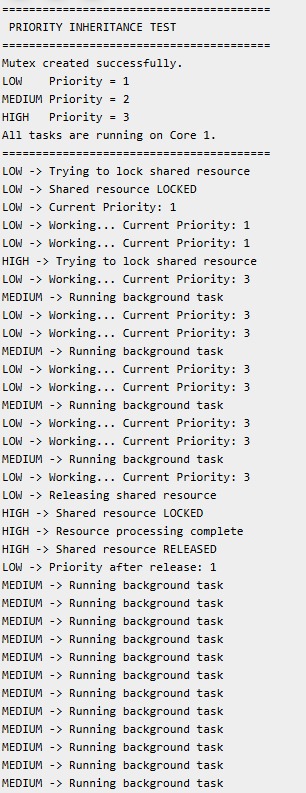 ========================================
PRIORITY INHERITANCE TEST
========================================
Mutex created successfully.
LOW    Priority = 1
MEDIUM Priority = 2
HIGH   Priority = 3
All tasks are running on Core 1.
========================================
LOW -> Trying to lock shared resource
LOW -> Shared resource LOCKED
LOW -> Current Priority: 1
LOW -> Working... Current Priority: 1
LOW -> Working... Current Priority: 1
HIGH -> Trying to lock shared resource
LOW -> Working... Current Priority: 3
MEDIUM -> Running background task
LOW -> Working... Current Priority: 3
LOW -> Working... Current Priority: 3
MEDIUM -> Running background task
LOW -> Working... Current Priority: 3
LOW -> Working... Current Priority: 3
MEDIUM -> Running background task
LOW -> Working... Current Priority: 3
LOW -> Working... Current Priority: 3
MEDIUM -> Running background task
LOW -> Working... Current Priority: 3
LOW -> Releasing shared resource
HIGH -> Shared resource LOCKED
HIGH -> Resource processing complete
HIGH -> Shared resource RELEASED
LOW -> Priority after release: 1
MEDIUM -> Running background task
MEDIUM -> Running background task
MEDIUM -> Running background task
MEDIUM -> Running background task
MEDIUM -> Running background task
MEDIUM -> Running background task
MEDIUM -> Running background task
MEDIUM -> Running background task
MEDIUM -> Running background task
MEDIUM -> Running background task
MEDIUM -> Running background task
MEDIUM -> Running background task